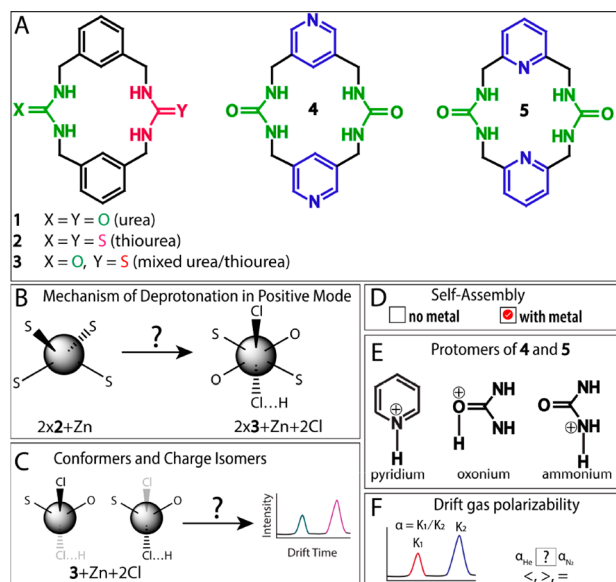 A
X
NH
NH
HN
HN
Y
O
NH
NH
4
HN
HN
O
N
N
O
NH
NH
5
HN
HN
O
N
N
1 X = Y = O (urea)
2 X = Y = S (thiourea)
3 X = O, Y = S (mixed urea/thiourea)
B Mechanism of Deprotonation in Positive Mode
S S
S S
?
Cl
S O
O S
Cl...H
2x2+Zn 2x3+Zn+2Cl
C Conformers and Charge Isomers
Cl
S O
Cl...H
Cl
S O
Cl...H
?
Intensity
Drift Time
3+Zn+2Cl
D Self-Assembly
no metal with metal
E Protomers of 4 and 5
N
H
O NH
H NH
O NH
NH
H
pyridium oxonium ammonium
F Drift gas polarizability
α = K₁/K₂
K₁ K₂
αHe ? αN₂
<, >, =